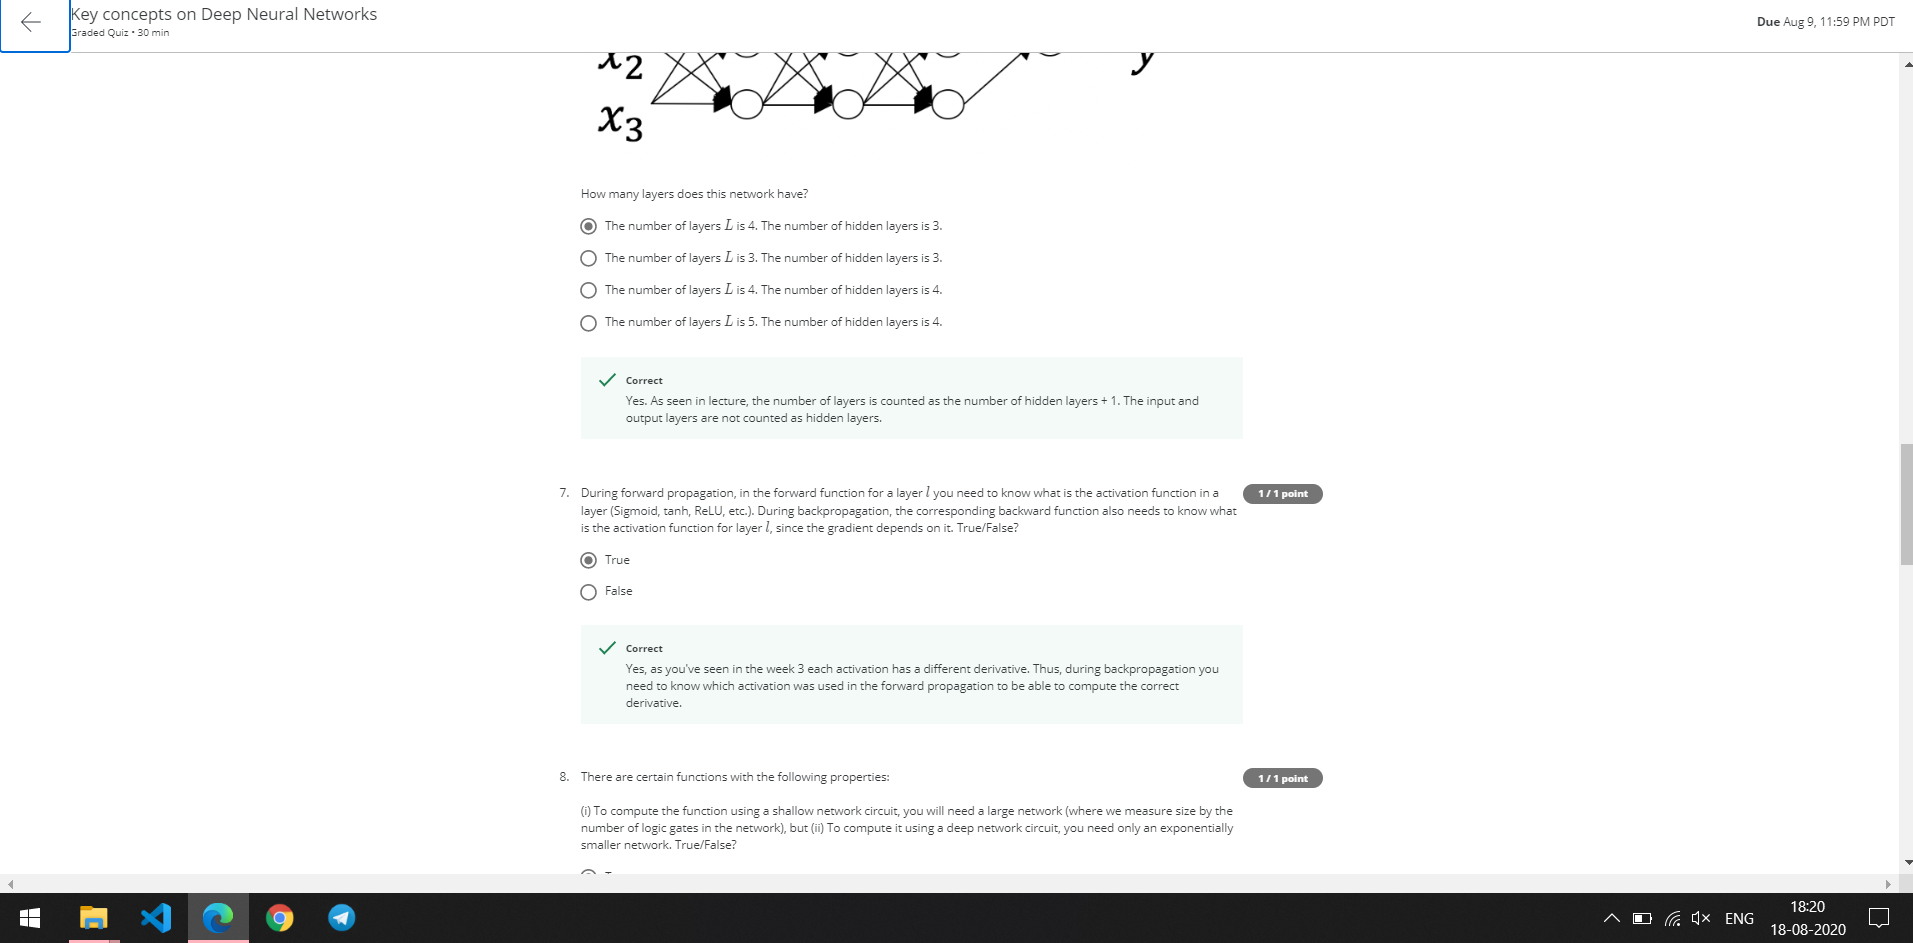 Key concepts on Deep Neural Networks
Graded Quiz • 30 min
Due Aug 9, 11:59 PM PDT
x2
y
x3
How many layers does this network have?
The number of layers L is 4. The number of hidden layers is 3.
The number of layers L is 3. The number of hidden layers is 3.
The number of layers L is 4. The number of hidden layers is 4.
The number of layers L is 5. The number of hidden layers is 4.
Correct
Yes. As seen in lecture, the number of layers is counted as the number of hidden layers + 1. The input and
output layers are not counted as hidden layers.
7. During forward propagation, in the forward function for a layer l you need to know what is the activation function in a
1 / 1 point
layer (Sigmoid, tanh, ReLU, etc.). During backpropagation, the corresponding backward function also needs to know what
is the activation function for layer l, since the gradient depends on it. True/False?
True
False
Correct
Yes, as you've seen in the week 3 each activation has a different derivative. Thus, during backpropagation you
need to know which activation was used in the forward propagation to be able to compute the correct
derivative.
8. There are certain functions with the following properties:
1 / 1 point
(i) To compute the function using a shallow network circuit, you will need a large network (where we measure size by the
number of logic gates in the network), but (ii) To compute it using a deep network circuit, you need only an exponentially
smaller network. True/False?
ENG
18:20
18-08-2020